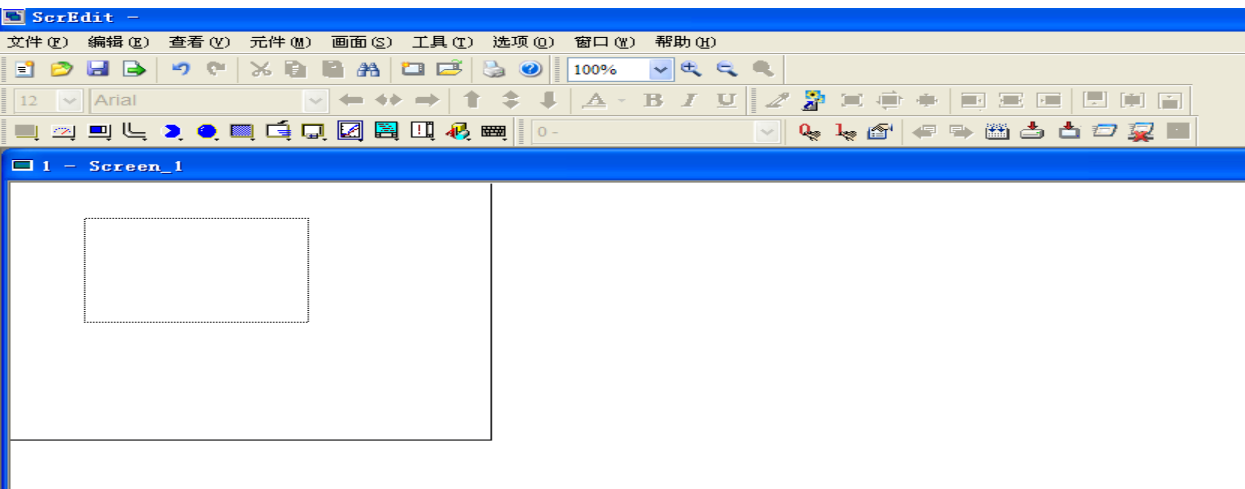 ScrEdit -
文件(F) 编辑(E) 查看(V) 元件(M) 画面(S) 工具(T) 选项(O) 窗口(W) 帮助(H)
100%
12 Arial A B I U
0 -
1 - Screen_1